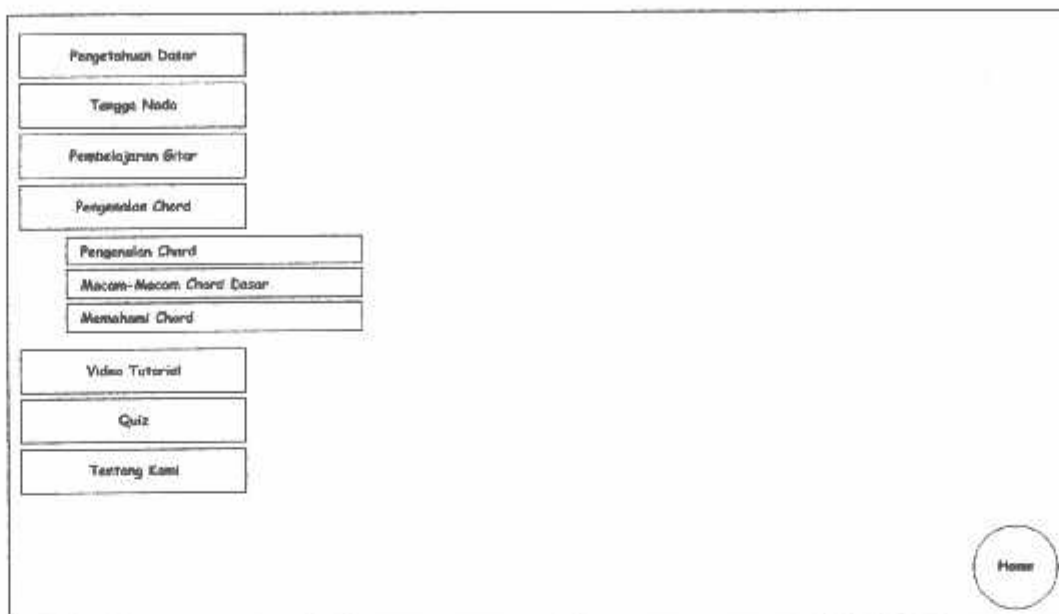 Pengetahuan Dasar
Tangga Nada
Pembelajaran Gitar
Pengenalan Chord
Pengenalan Chord
Macam-Macam Chord Dasar
Memahami Chord
Video Tutorial
Quiz
Tentang Kami
Home